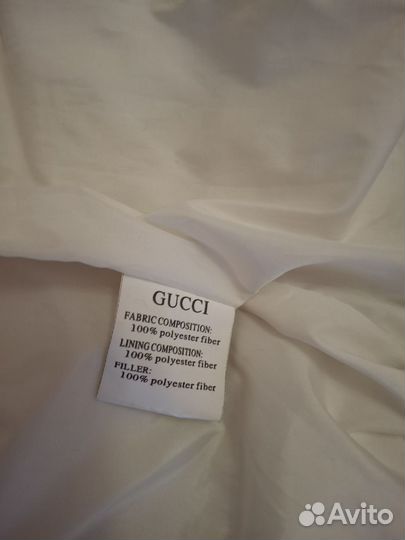 GUCCI
FABRIC COMPOSITION:
100% polyester fiber
LINING COMPOSITION:
100% polyester fiber
FILLER:
100% polyester fiber
Avito